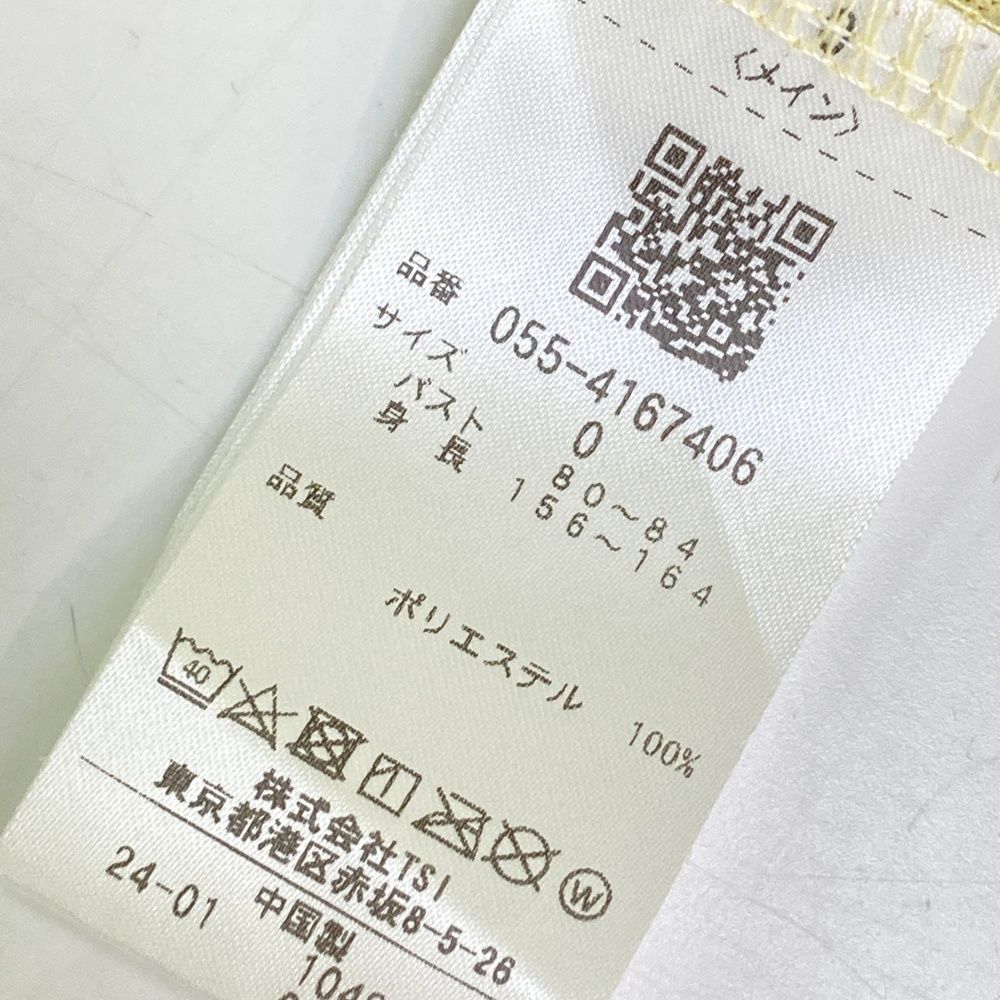 〈メイン〉
品番 055-4167406
サイズ 0
バスト 80～84
身長 156～164
品質
ポリエステル 100%
40
W
株式会社TSI
東京都港区赤坂8-5-26
24-01 中国製